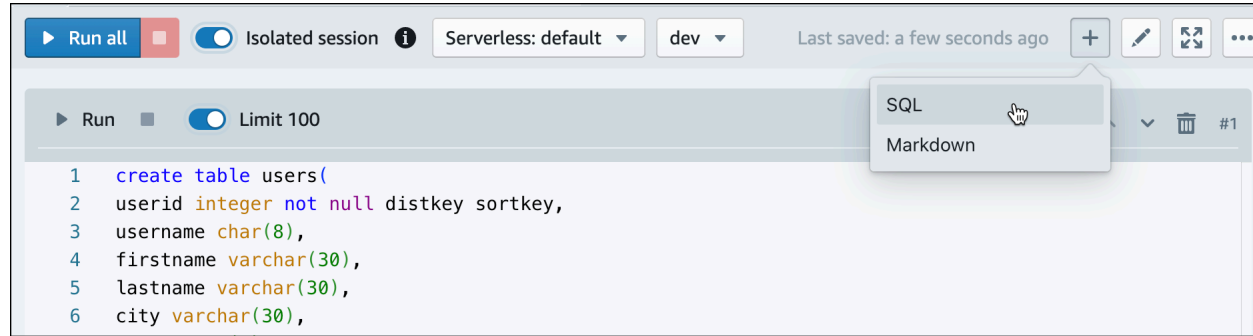 Run all Isolated session Serverless: default dev Last saved: a few seconds ago
SQL
Markdown
Run Limit 100 #1
1 create table users(
2 userid integer not null distkey sortkey,
3 username char(8),
4 firstname varchar(30),
5 lastname varchar(30),
6 city varchar(30),